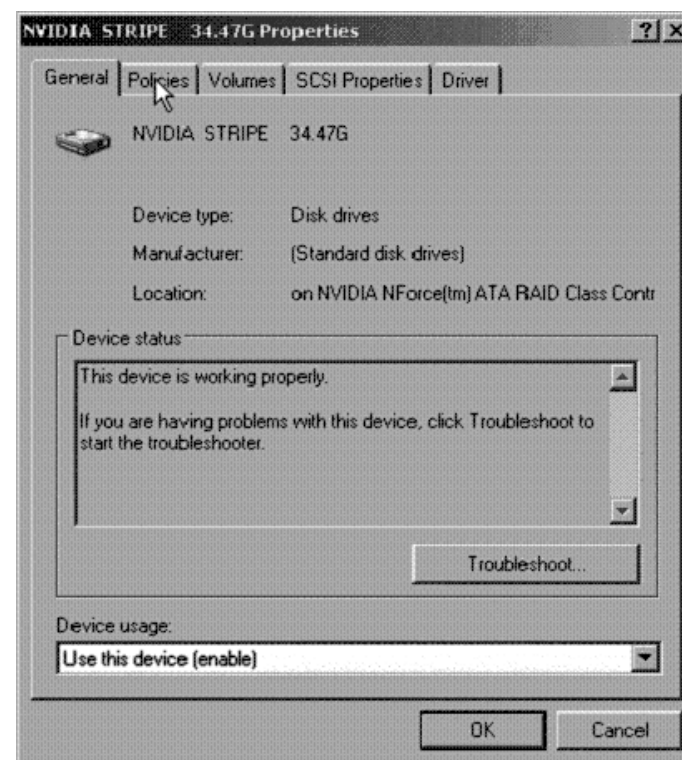 NVIDIA STRIPE 34.47G Properties
General Policies Volumes SCSI Properties Driver
NVIDIA STRIPE 34.47G
Device type: Disk drives
Manufacturer: (Standard disk drives)
Location: on NVIDIA NForce(tm) ATA RAID Class Contr
Device status
This device is working properly.
If you are having problems with this device, click Troubleshoot to
start the troubleshooter.
Troubleshoot...
Device usage:
Use this device (enable)
OK Cancel